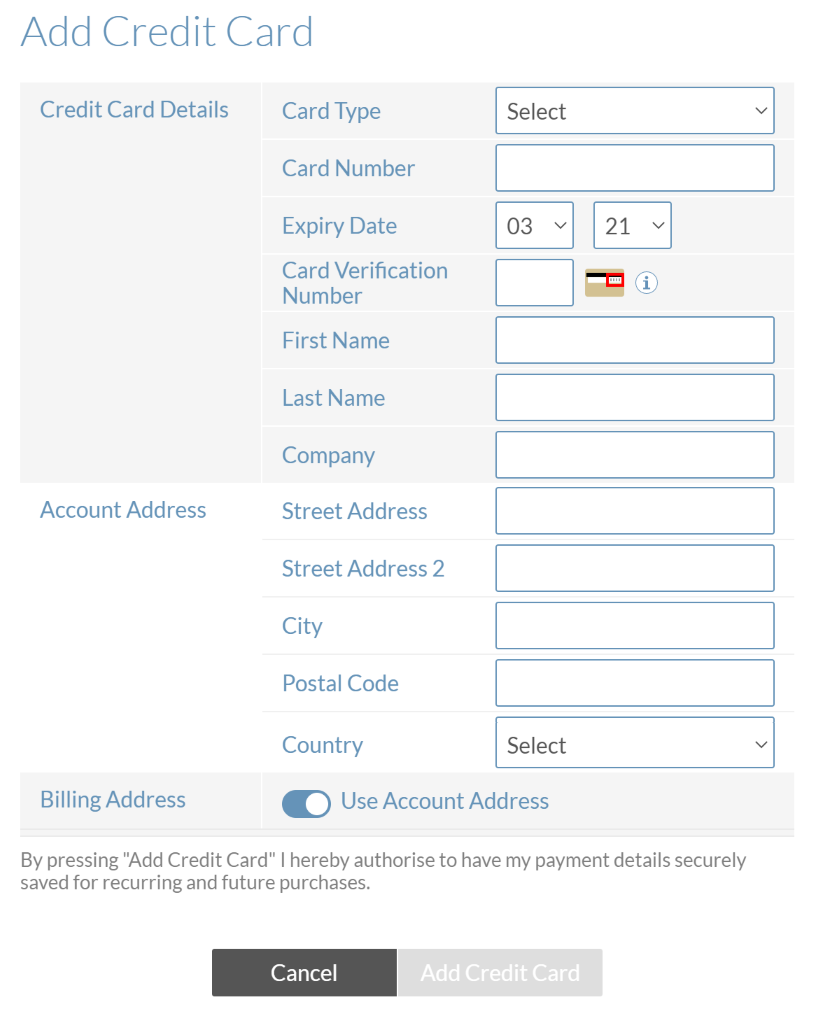 Add Credit Card
Credit Card Details
Card Type
Select
Card Number
Expiry Date
03
21
Card Verification
Number
First Name
Last Name
Company
Account Address
Street Address
Street Address 2
City
Postal Code
Country
Select
Billing Address
Use Account Address
By pressing "Add Credit Card" I hereby authorise to have my payment details securely
saved for recurring and future purchases.
Cancel
Add Credit Card